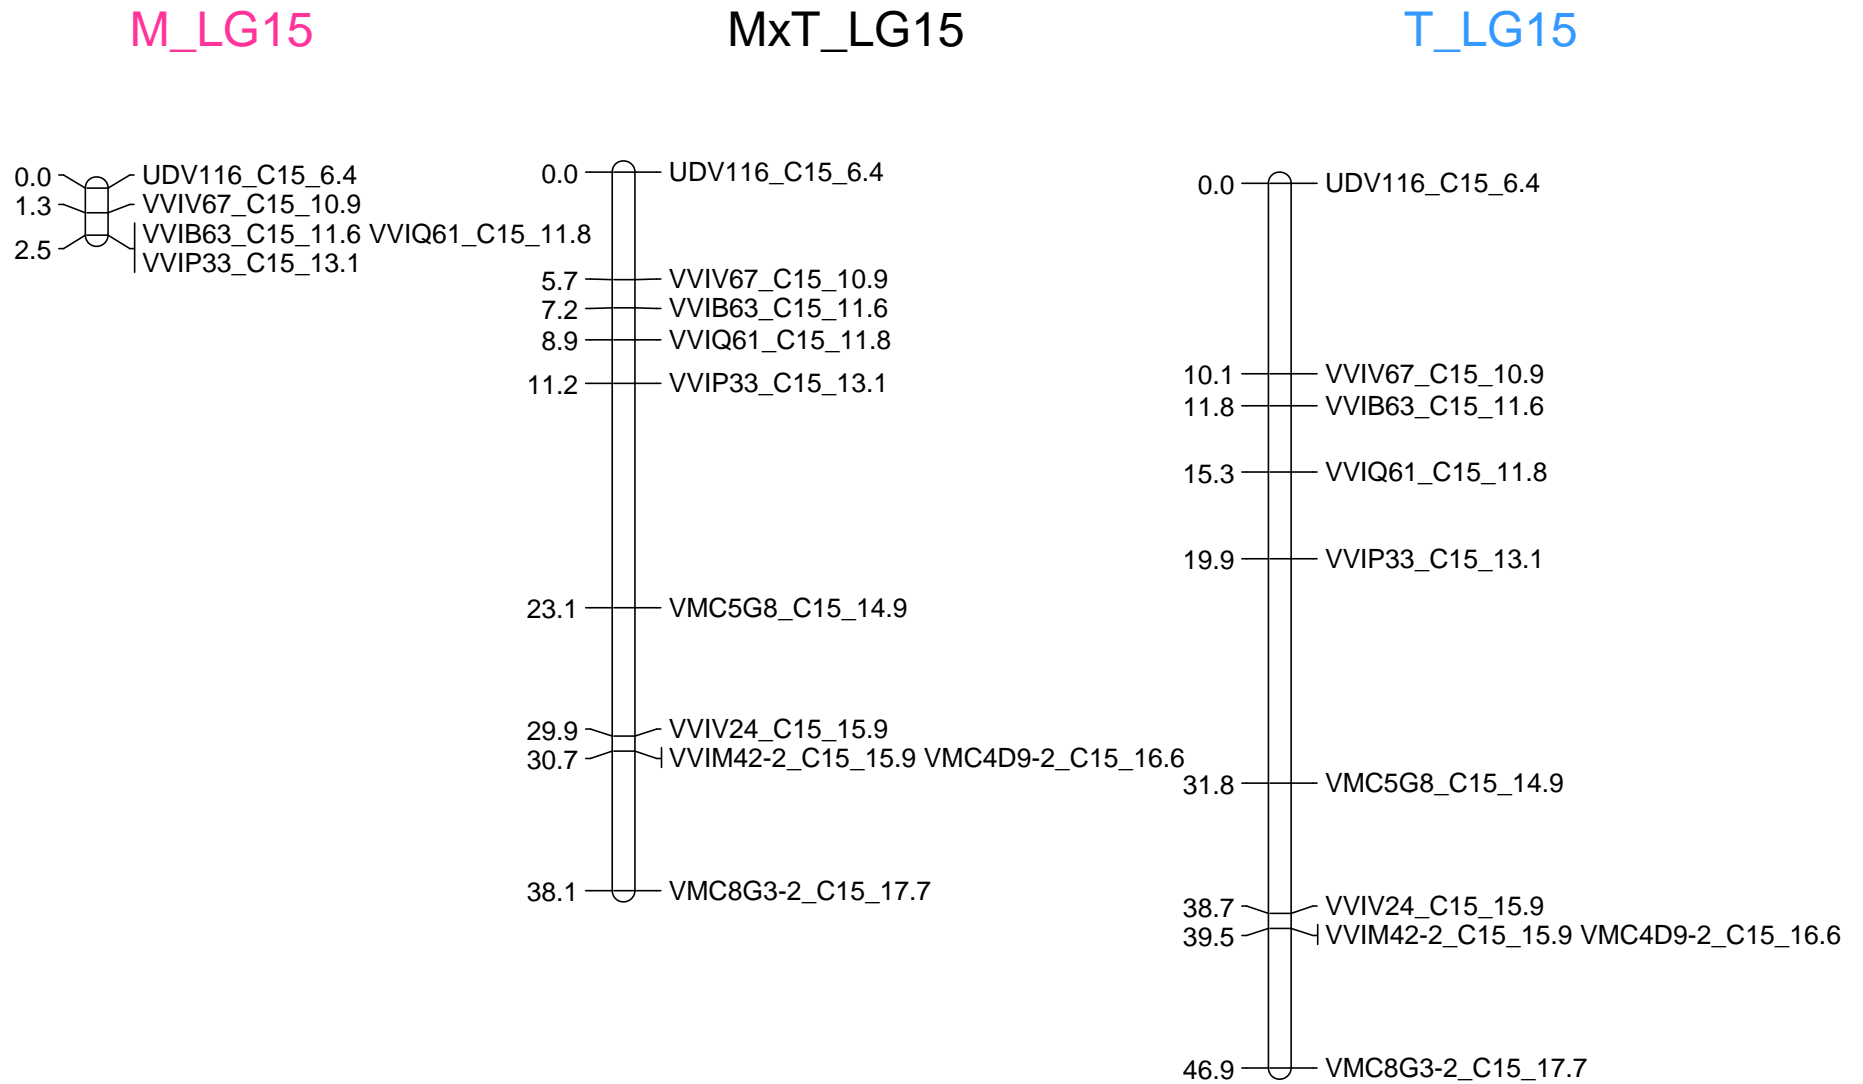 M_LG15
0.0 UDV116_C15_6.4
1.3 VVIV67_C15_10.9
VVIB63_C15_11.6 VVIQ61_C15_11.8
2.5 VVIP33_C15_13.1
MxT_LG15
0.0 UDV116_C15_6.4
5.7 VVIV67_C15_10.9
7.2 VVIB63_C15_11.6
8.9 VVIQ61_C15_11.8
11.2 VVIP33_C15_13.1
23.1 VMC5G8_C15_14.9
29.9 VVIV24_C15_15.9
30.7 VVIM42-2_C15_15.9 VMC4D9-2_C15_16.6
38.1 VMC8G3-2_C15_17.7
T_LG15
0.0 UDV116_C15_6.4
10.1 VVIV67_C15_10.9
11.8 VVIB63_C15_11.6
15.3 VVIQ61_C15_11.8
19.9 VVIP33_C15_13.1
31.8 VMC5G8_C15_14.9
38.7 VVIV24_C15_15.9
39.5 VVIM42-2_C15_15.9 VMC4D9-2_C15_16.6
46.9 VMC8G3-2_C15_17.7